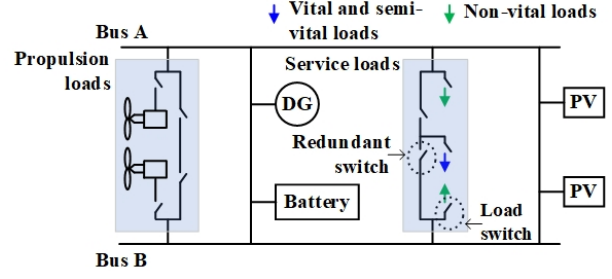 Vital and semi-
vital loads
Non-vital loads
Bus A
Propulsion
loads
Service loads
DG
PV
Redundant
switch
Battery
PV
Load
switch
Bus B